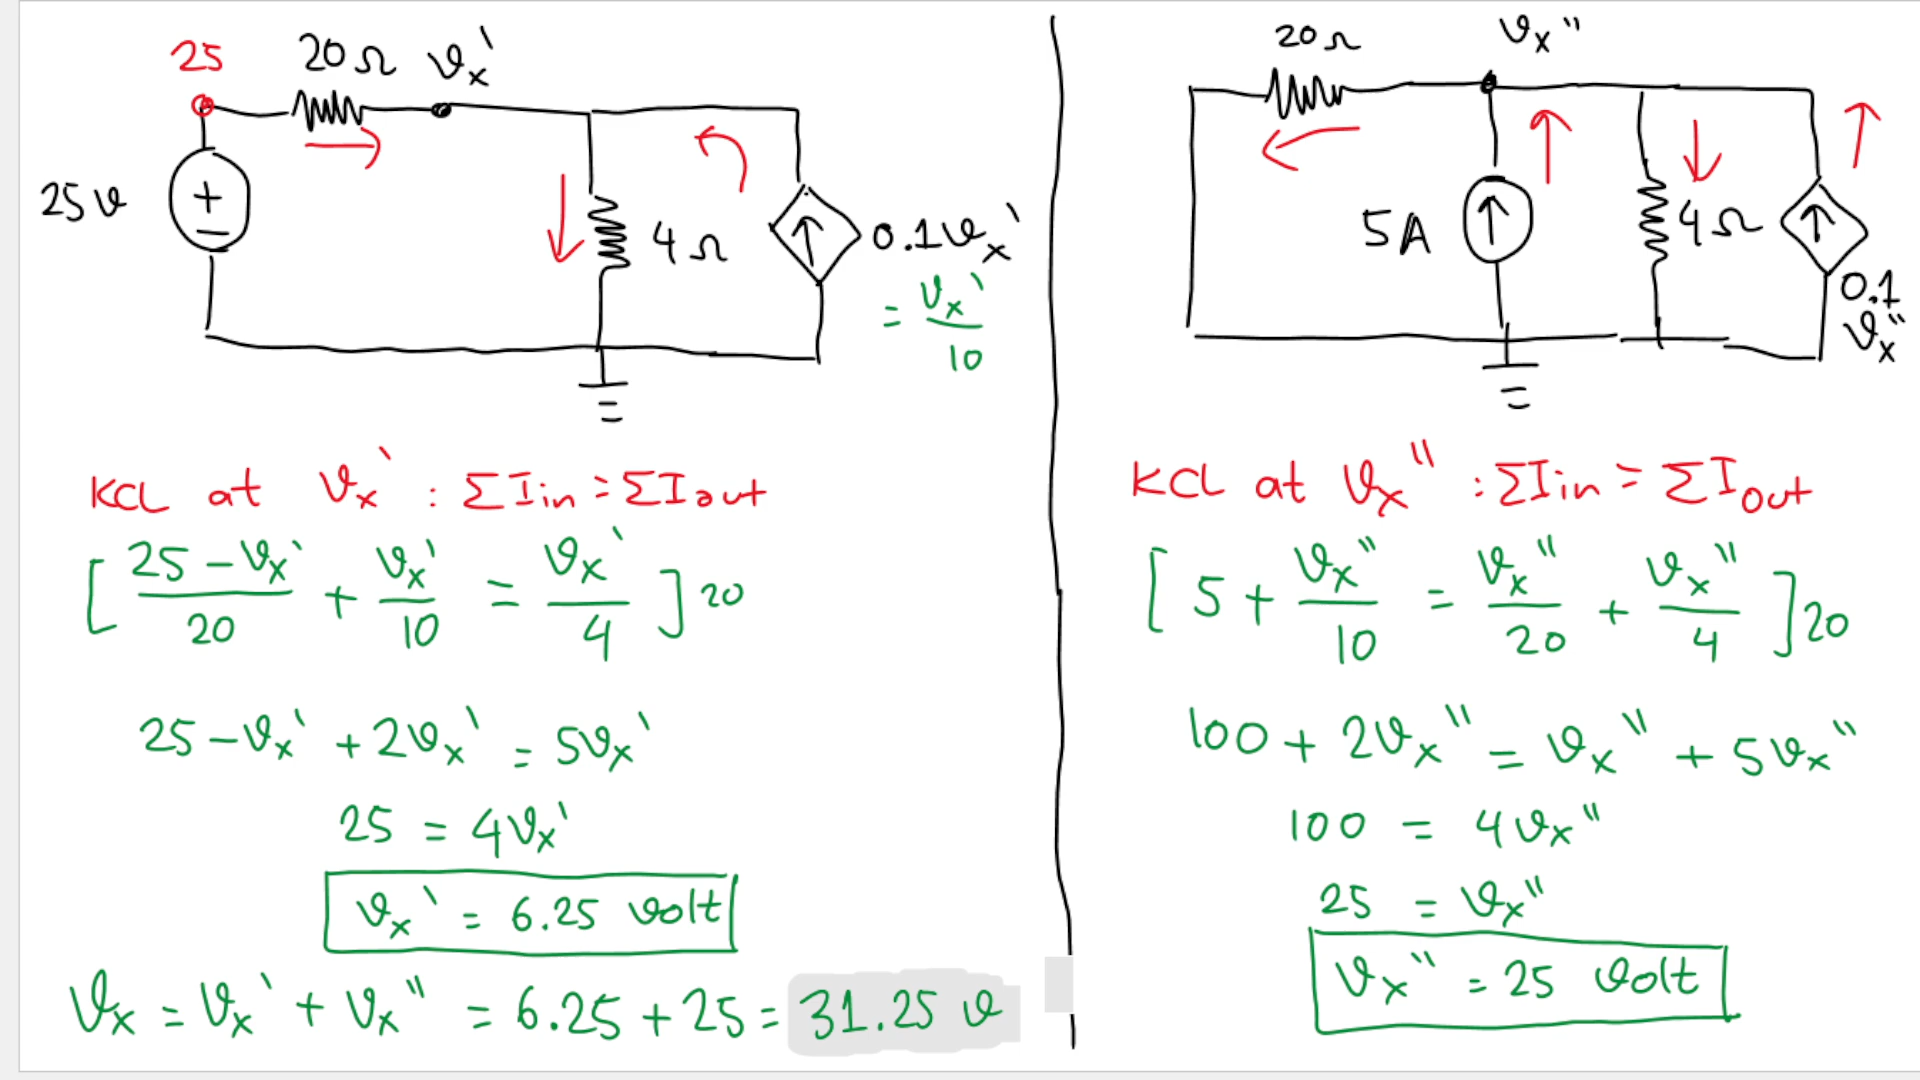 25
20Ω
vx'
25v
+
−
4Ω
0.1vx'
= vx'/10
KCL at vx' : ΣIin = ΣIout
[ (25 − vx')/20 + vx'/10 = vx'/4 ] 20
25 − vx' + 2vx' = 5vx'
25 = 4vx'
vx' = 6.25 volt
vx = vx' + vx'' = 6.25 + 25 = 31.25 v
20Ω
vx''
5A
4Ω
0.1
vx''
KCL at vx'' : ΣIin = ΣIout
[ 5 + vx''/10 = vx''/20 + vx''/4 ] 20
100 + 2vx'' = vx'' + 5vx''
100 = 4vx''
25 = vx''
vx'' = 25 volt